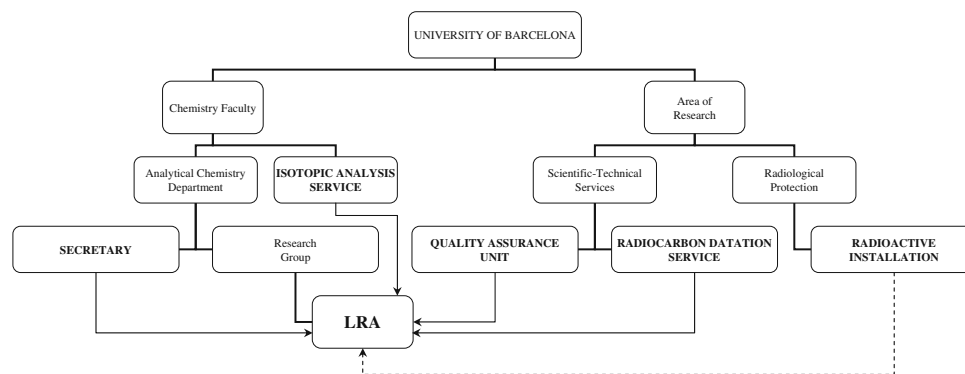 UNIVERSITY OF BARCELONA
Chemistry Faculty
Area of
Research
Analytical Chemistry
Department
ISOTOPIC ANALYSIS
SERVICE
Scientific-Technical
Services
Radiological
Protection
SECRETARY
Research
Group
QUALITY ASSURANCE
UNIT
RADIOCARBON DATATION
SERVICE
RADIOACTIVE
INSTALLATION
LRA